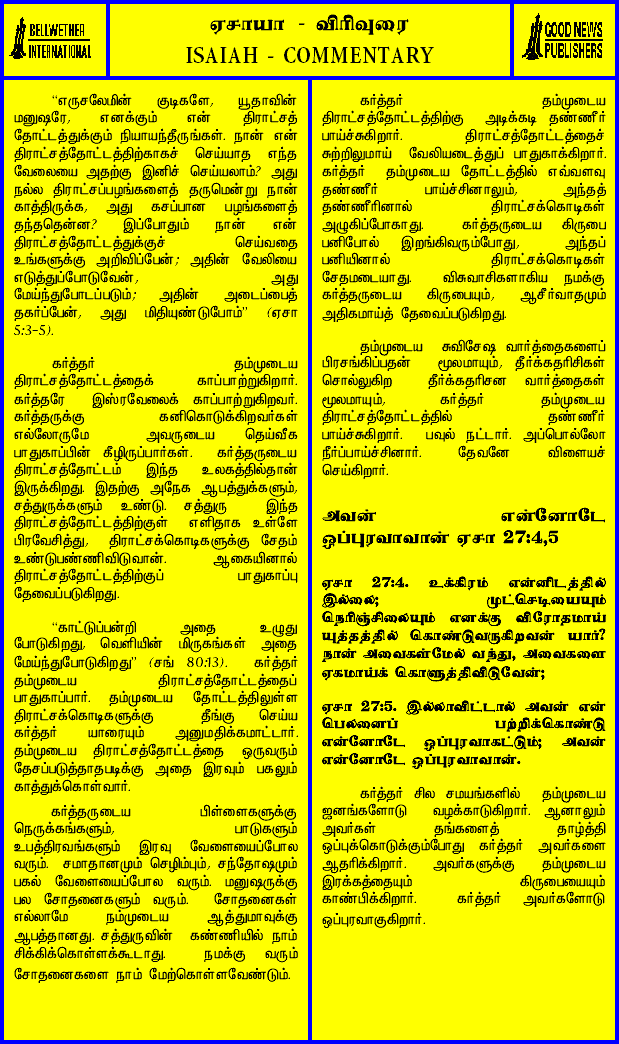 BELLWETHER
INTERNATIONAL
ஏசாயா - விரிவுரை
ISAIAH - COMMENTARY
GOOD NEWS
PUBLISHERS
"எருசலேமின் குடிகளே, யூதாவின்
மனுஷரே, எனக்கும் என் திராட்சத்
தோட்டத்துக்கும் நியாயந்தீருங்கள். நான் என்
திராட்சத்தோட்டத்திற்காகச் செய்யாத எந்த
வேலையை அதற்கு இனிச் செய்யலாம்? அது
நல்ல திராட்சப்பழங்களைத் தருமென்று நான்
காத்திருக்க, அது கசப்பான பழங்களைத்
தந்ததென்ன? இப்போதும் நான் என்
திராட்சத்தோட்டத்துக்குச் செய்வதை
உங்களுக்கு அறிவிப்பேன்; அதின் வேலியை
எடுத்துப்போடுவேன், அது
மேய்ந்துபோடப்படும்; அதின் அடைப்பைத்
தகர்ப்பேன், அது மிதியுண்டுபோம்" (ஏசா
5:3-5).
கர்த்தர் தம்முடைய
திராட்சத்தோட்டத்தைக் காப்பாற்றுகிறார்.
கர்த்தரே இஸ்ரவேலைக் காப்பாற்றுகிறவர்.
கர்த்தருக்கு கனிகொடுக்கிறவர்கள்
எல்லோருமே அவருடைய தெய்வீக
பாதுகாப்பின் கீழிருப்பார்கள். கர்த்தருடைய
திராட்சத்தோட்டம் இந்த உலகத்தில்தான்
இருக்கிறது. இதற்கு அநேக ஆபத்துக்களும்,
சத்துருக்களும் உண்டு. சத்துரு இந்த
திராட்சத்தோட்டத்திற்குள் எளிதாக உள்ளே
பிரவேசித்து, திராட்சக்கொடிகளுக்கு சேதம்
உண்டுபண்ணிவிடுவான். ஆகையினால்
திராட்சத்தோட்டத்திற்குப் பாதுகாப்பு
தேவைப்படுகிறது.
"காட்டுப்பன்றி அதை உழுது
போடுகிறது, வெளியின் மிருகங்கள் அதை
மேய்ந்துபோடுகிறது" (சங் 80:13). கர்த்தர்
தம்முடைய திராட்சத்தோட்டத்தைப்
பாதுகாப்பார். தம்முடைய தோட்டத்திலுள்ள
திராட்சக்கொடிகளுக்கு தீங்கு செய்ய
கர்த்தர் யாரையும் அனுமதிக்கமாட்டார்.
தம்முடைய திராட்சத்தோட்டத்தை ஒருவரும்
தேசப்படுத்தாதபடிக்கு அதை இரவும் பகலும்
காத்துக்கொள்வார்.
கர்த்தருடைய பிள்ளைகளுக்கு
நெருக்கங்களும், பாடுகளும்
உபத்திரவங்களும் இரவு வேளையைப்போல
வரும். சமாதானமும் செழிம்பும், சந்தோஷமும்
பகல் வேளையைப்போல வரும். மனுஷருக்கு
பல சோதனைகளும் வரும். சோதனைகள்
எல்லாமே நம்முடைய ஆத்துமாவுக்கு
ஆபத்தானது. சத்துருவின் கண்ணியில் நாம்
சிக்கிக்கொள்ளக்கூடாது. நமக்கு வரும்
சோதனைகளை நாம் மேற்கொள்ளவேண்டும்.
கர்த்தர் தம்முடைய
திராட்சத்தோட்டத்திற்கு அடிக்கடி தண்ணீர்
பாய்ச்சுகிறார். திராட்சத்தோட்டத்தைச்
சுற்றிலுமாய் வேலியடைத்துப் பாதுகாக்கிறார்.
கர்த்தர் தம்முடைய தோட்டத்தில் எவ்வளவு
தண்ணீர் பாய்ச்சினாலும், அந்தத்
தண்ணீரினால் திராட்சக்கொடிகள்
அழுகிப்போகாது. கர்த்தருடைய கிருபை
பனிபோல் இறங்கிவரும்போது, அந்தப்
பனியினால் திராட்சக்கொடிகள்
சேதமடையாது. விசுவாசிகளாகிய நமக்கு
கர்த்தருடைய கிருபையும், ஆசீர்வாதமும்
அதிகமாய்த் தேவைப்படுகிறது.
தம்முடைய சுவிசேஷ வார்த்தைகளைப்
பிரசங்கிப்பதன் மூலமாயும், தீர்க்கதரிசிகள்
சொல்லுகிற தீர்க்கதரிசன வார்த்தைகள்
மூலமாயும், கர்த்தர் தம்முடைய
திராட்சத்தோட்டத்தில் தண்ணீர்
பாய்ச்சுகிறார். பவுல் நட்டார். அப்பொல்லோ
நீர்ப்பாய்ச்சினார். தேவனே விளையச்
செய்கிறார்.
அவன் என்னோடே
ஒப்புரவாவான் ஏசா 27:4,5
ஏசா 27:4. உக்கிரம் என்னிடத்தில்
இல்லை; முட்செடியையும்
நெரிஞ்சிலையும் எனக்கு விரோதமாய்
யுத்தத்தில் கொண்டுவருகிறவன் யார்?
நான் அவைகள்மேல் வந்து, அவைகளை
ஏகமாய்க் கொளுத்திவிடுவேன்;
ஏசா 27:5. இல்லாவிட்டால் அவன் என்
பெலனைப் பற்றிக்கொண்டு
என்னோடே ஒப்புரவாகட்டும்; அவன்
என்னோடே ஒப்புரவாவான்.
கர்த்தர் சில சமயங்களில் தம்முடைய
ஜனங்களோடு வழக்காடுகிறார். ஆனாலும்
அவர்கள் தங்களைத் தாழ்த்தி
ஒப்புக்கொடுக்கும்போது கர்த்தர் அவர்களை
ஆதரிக்கிறார். அவர்களுக்கு தம்முடைய
இரக்கத்தையும் கிருபையையும்
காண்பிக்கிறார். கர்த்தர் அவர்களோடு
ஒப்புரவாகுகிறார்.